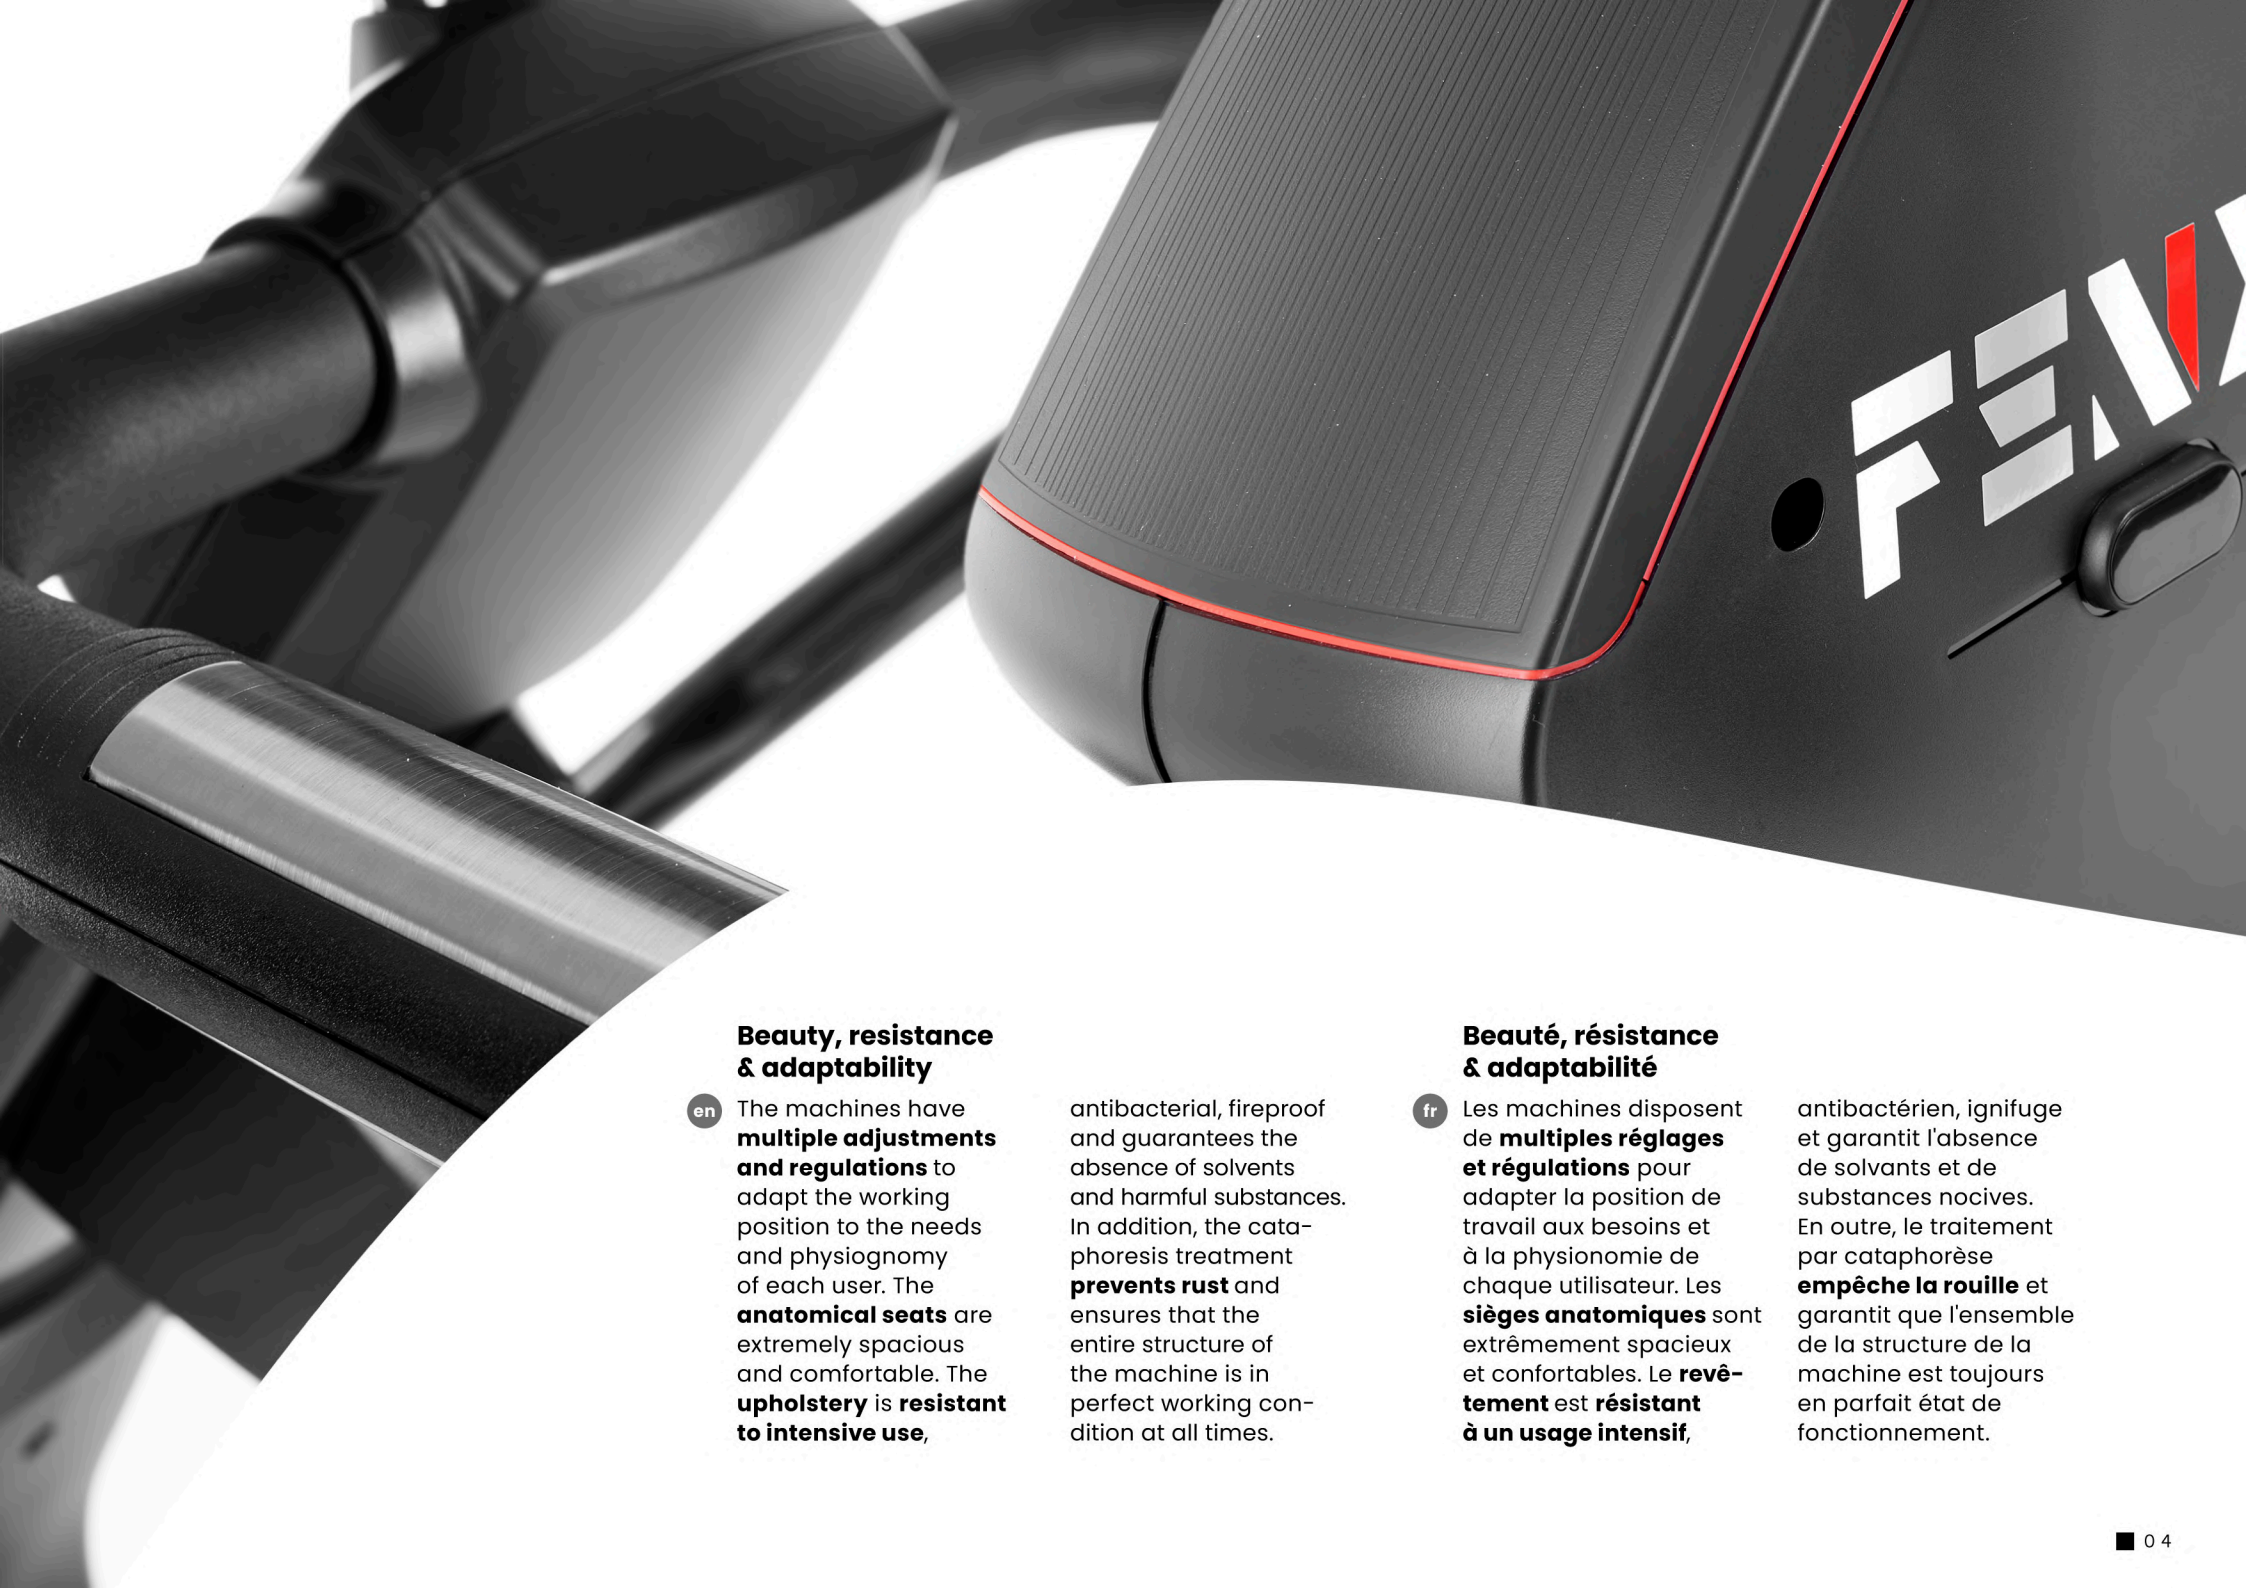 FEN
Beauty, resistance
& adaptability
en
The machines have
multiple adjustments
and regulations to
adapt the working
position to the needs
and physiognomy
of each user. The
anatomical seats are
extremely spacious
and comfortable. The
upholstery is resistant
to intensive use,
antibacterial, fireproof
and guarantees the
absence of solvents
and harmful substances.
In addition, the cata-
phoresis treatment
prevents rust and
ensures that the
entire structure of
the machine is in
perfect working con-
dition at all times.
Beauté, résistance
& adaptabilité
fr
Les machines disposent
de multiples réglages
et régulations pour
adapter la position de
travail aux besoins et
à la physionomie de
chaque utilisateur. Les
sièges anatomiques sont
extrêmement spacieux
et confortables. Le revê-
tement est résistant
à un usage intensif,
antibactérien, ignifuge
et garantit l'absence
de solvants et de
substances nocives.
En outre, le traitement
par cataphorèse
empêche la rouille et
garantit que l'ensemble
de la structure de la
machine est toujours
en parfait état de
fonctionnement.
04